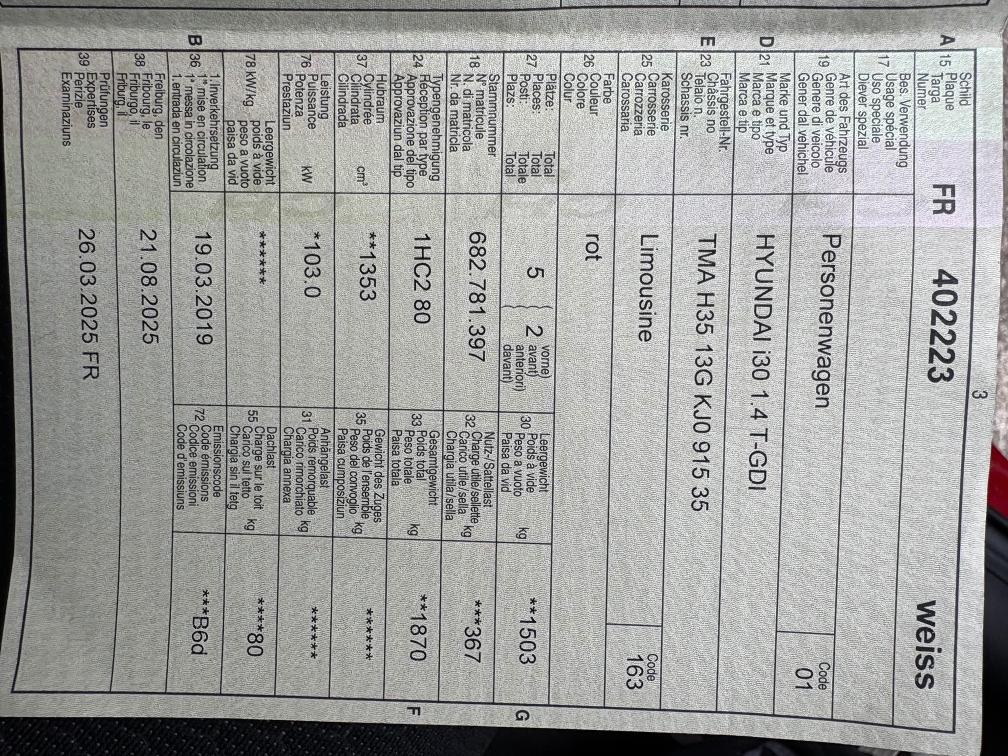 3
A 15 Schild FR 402223 weiss
Plaque
Targa
Numer
17 Bes. Verwendung
Usage spécial
Uso speciale
Diever spezial
19 Art des Fahrzeugs Personenwagen Code 01
Genre de véhicule
Genere di veicolo
Gener dal vehichel
D 21 Marke und Typ HYUNDAI i30 1.4 T-GDI
Marque et type
Marca e tipo
Marca e tip
E 23 Fahrgestell-Nr. TMA H35 13G KJ0 915 35
Châssis no
Telaio n.
Schassis nr.
25 Karosserie Limousine Code 163
Carrosserie
Carrozzeria
Carossaria
26 Farbe rot
Couleur
Colore
Colur
27 Plätze: Total 5 2 vorne)
Places: Total avant)
Posti: Totale anteriori)
Plazs: Total davant)
30 Leergewicht **1503 G
Poids à vide
Peso a vuoto kg
Paisa da vid
18 Stammnummer 682.781.397
N° matricule
N. di matricola
Nr. da matricla
32 Nutz-/Sattellast ***367
Charge utile/sellette
Carico utile/sella kg
Chargia utile/sella
24 Typengenehmigung 1HC2 80
Réception par type
Approvazione del tipo
Approvaziun dal tip
33 Gesamtgewicht **1870 F
Poids total
Peso totale kg
Paisa totala
37 Hubraum **1353
Cylindrée
Cilindrata cm³
Cilindrada
35 Gewicht des Zuges ******
Poids de l'ensemble
Peso del convoglio kg
Paisa cumposiziun
76 Leistung *103.0
Puissance
Potenza kW
Prestaziun
31 Anhängelast ******
Poids remorquable
Carico rimorchiato kg
Chargia annexa
78 kW/kg Leergewicht ******
poids à vide
peso a vuoto
paisa da vid
55 Dachlast ****80
Charge sur le toit
Carico sul tetto kg
Chargia sin il tetg
B 36 1. Inverkehrsetzung 19.03.2019
1re mise en circulation
1a messa in circolazione
1. entrada en circulaziun
72 Emissionscode ***B6d
Code émissions
Codice emissioni
Code d'emissiuns
38 Freiburg, den 21.08.2025
Fribourg, le
Friburgo, il
Friburg, il
39 Prüfungen 26.03.2025 FR
Expertises
Perizie
Examinaziuns